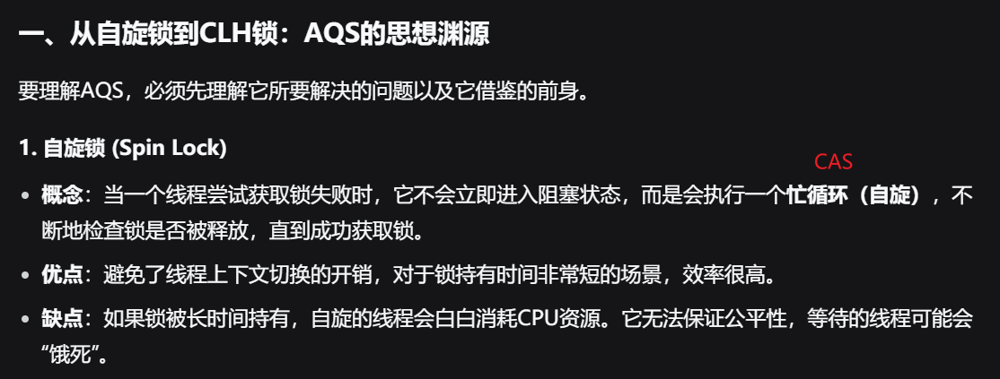 一、从自旋锁到CLH锁：AQS的思想渊源
要理解AQS，必须先理解它所要解决的问题以及它借鉴的前身。
1. 自旋锁 (Spin Lock)
CAS
• 概念：当一个线程尝试获取锁失败时，它不会立即进入阻塞状态，而是会执行一个忙循环（自旋），不
断地检查锁是否被释放，直到成功获取锁。
• 优点：避免了线程上下文切换的开销，对于锁持有时间非常短的场景，效率很高。
• 缺点：如果锁被长时间持有，自旋的线程会白白消耗CPU资源。它无法保证公平性，等待的线程可能会
“饿死”。